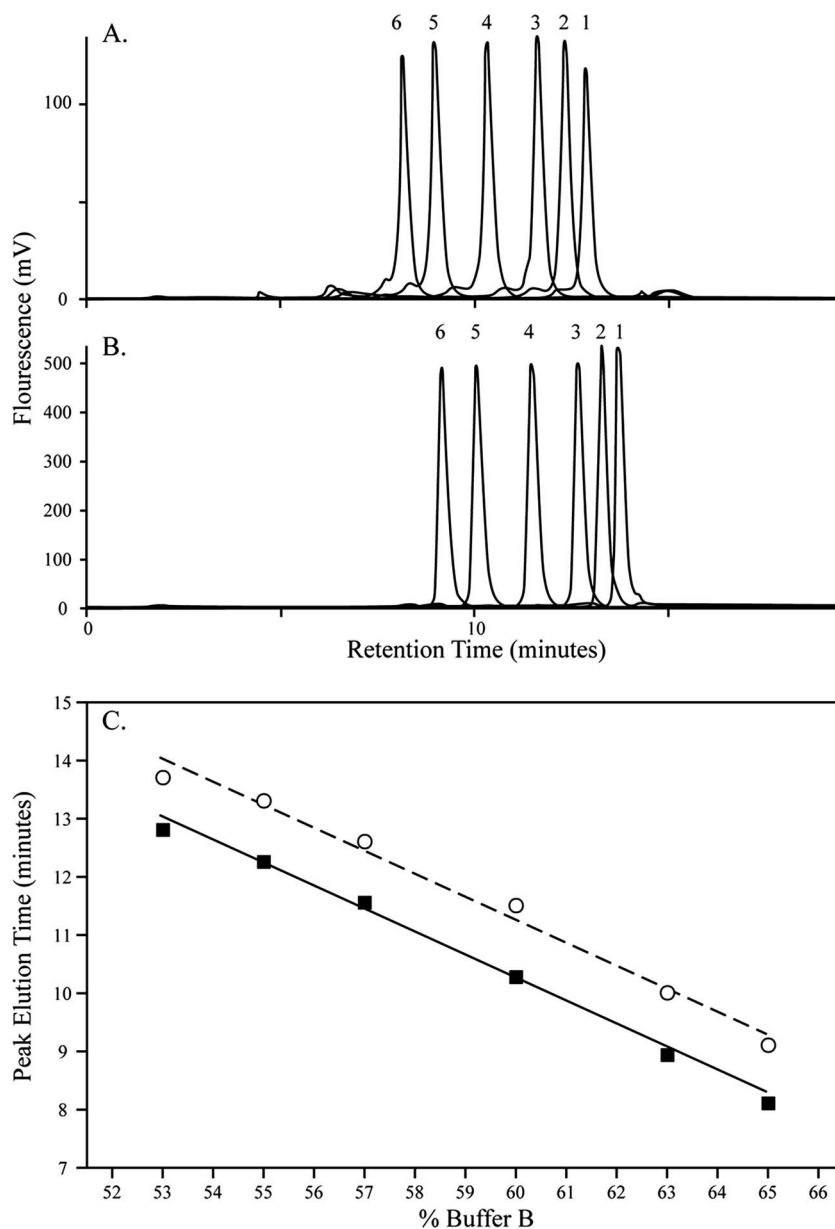 A.
6 5 4 3 2 1
100
0
B.
6 5 4 3 2 1
500
400
300
200
100
0
Flourescence (mV)
0 10
Retention Time (minutes)
C.
15
14
13
12
11
10
9
8
7
Peak Elution Time (minutes)
52 53 54 55 56 57 58 60 61 62 63 64 65 66
% Buffer B